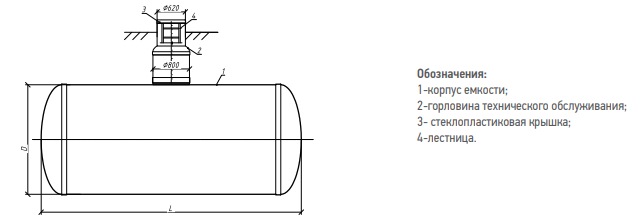 3
Ф620
4
2
Ф800
1
D
L
Обозначения:
1-корпус емкости;
2-горловина технического обслуживания;
3- стеклопластиковая крышка;
4-лестница.